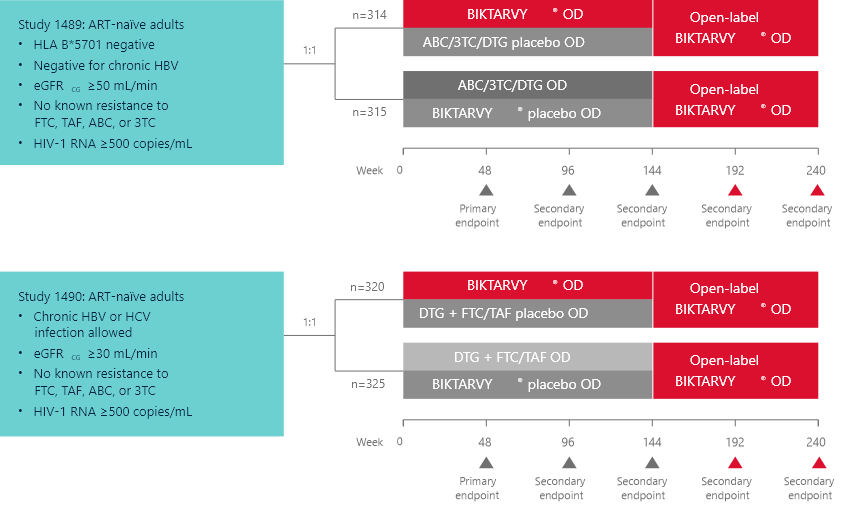 Study 1489: ART-naïve adults
• HLA B*5701 negative
• Negative for chronic HBV
• eGFR CG ≥50 mL/min
• No known resistance to
FTC, TAF, ABC, or 3TC
• HIV-1 RNA ≥500 copies/mL
1:1
n=314
n=315
BIKTARVY ® OD
ABC/3TC/DTG placebo OD
Open-label
BIKTARVY ® OD
ABC/3TC/DTG OD
BIKTARVY ® placebo OD
Open-label
BIKTARVY ® OD
Week 0 48 96 144 192 240
Primary endpoint
Secondary endpoint
Secondary endpoint
Secondary endpoint
Secondary endpoint
Study 1490: ART-naïve adults
• Chronic HBV or HCV
infection allowed
• eGFR CG ≥30 mL/min
• No known resistance to
FTC, TAF, ABC, or 3TC
• HIV-1 RNA ≥500 copies/mL
1:1
n=320
n=325
BIKTARVY ® OD
DTG + FTC/TAF placebo OD
Open-label
BIKTARVY ® OD
DTG + FTC/TAF OD
BIKTARVY ® placebo OD
Open-label
BIKTARVY ® OD
Week 0 48 96 144 192 240
Primary endpoint
Secondary endpoint
Secondary endpoint
Secondary endpoint
Secondary endpoint